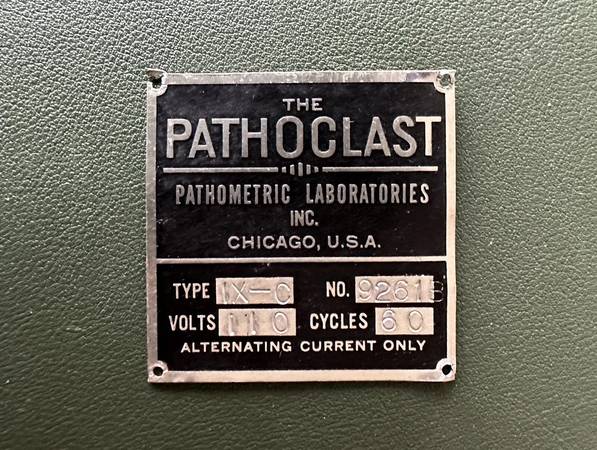 THE
PATHOCLAST
PATHOMETRIC LABORATORIES
INC.
CHICAGO, U.S.A.
TYPE IX-C NO. 9261B
VOLTS 110 CYCLES 60
ALTERNATING CURRENT ONLY